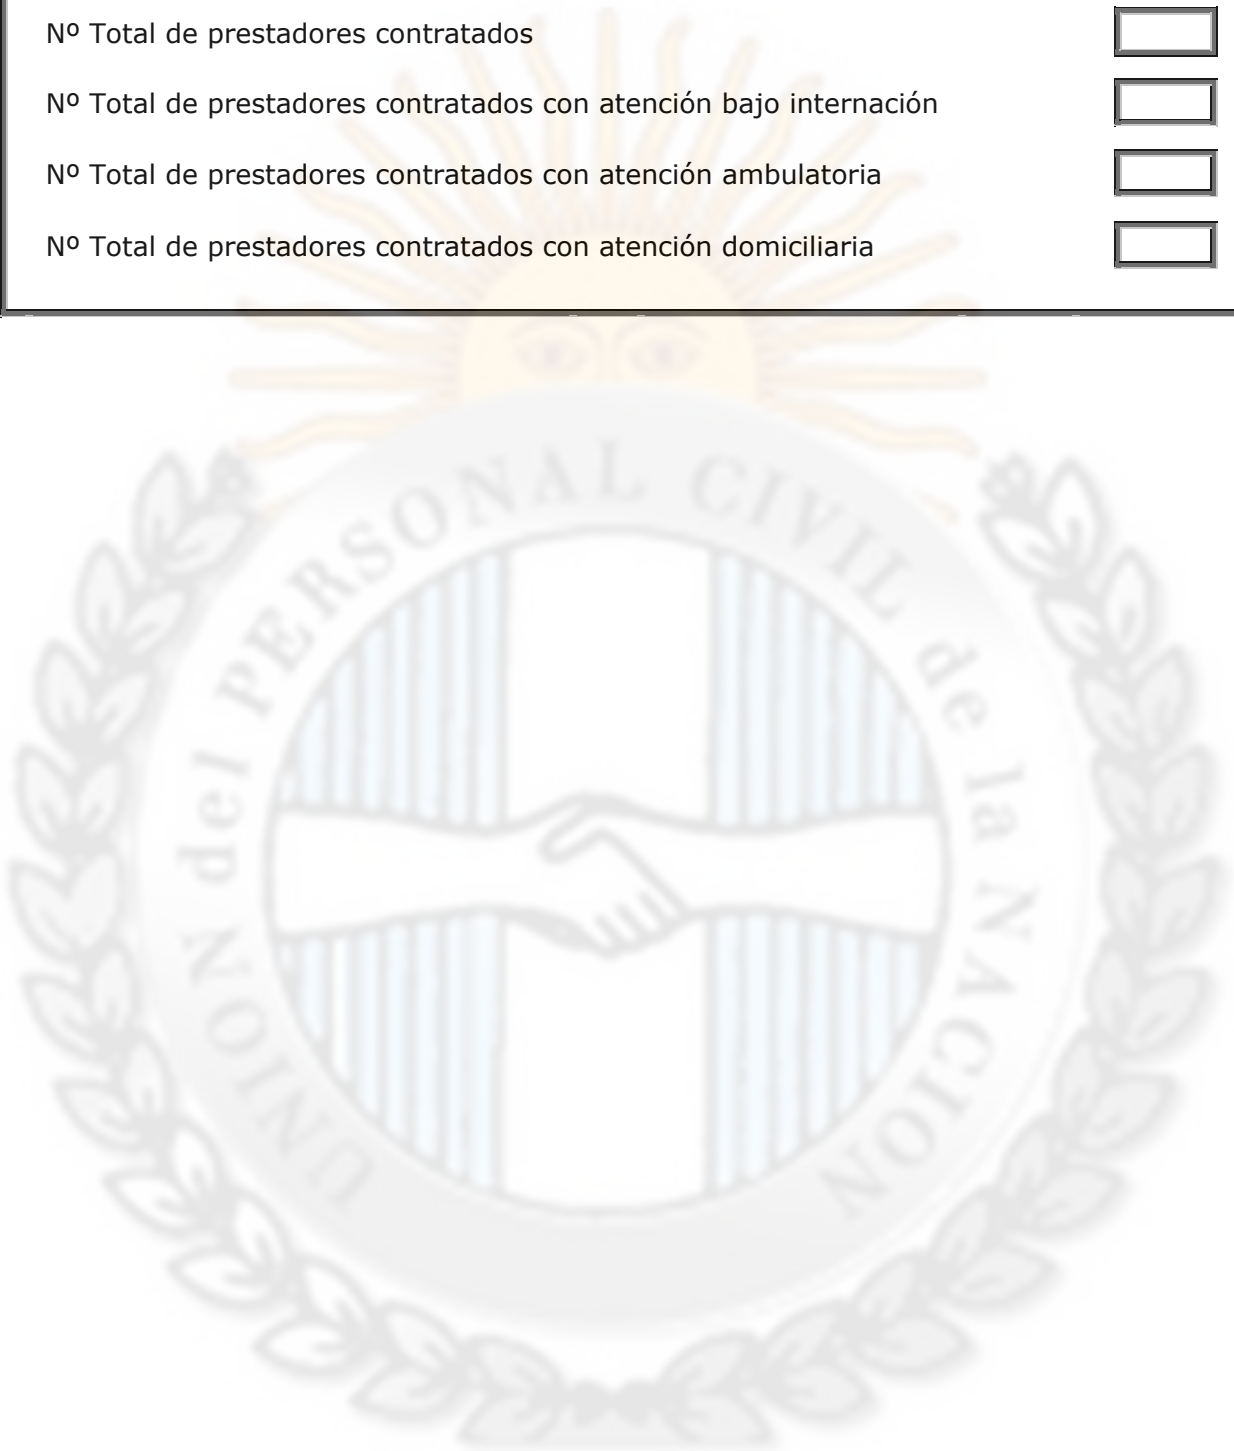 Nº Total de prestadores contratados
Nº Total de prestadores contratados con atención bajo internación
Nº Total de prestadores contratados con atención ambulatoria
Nº Total de prestadores contratados con atención domiciliaria
UNION del PERSONAL CIVIL de la NACION